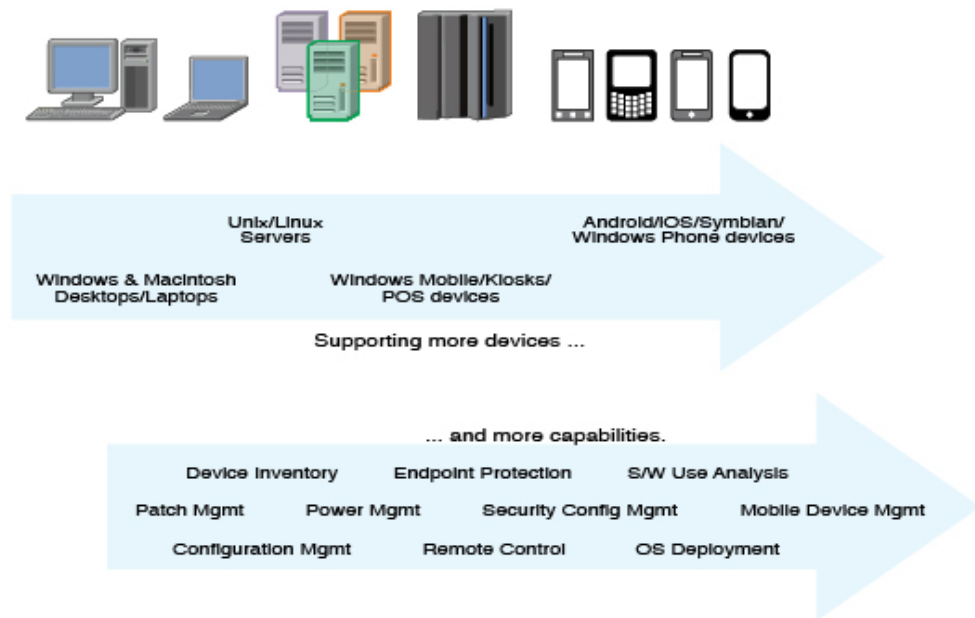 Unix/Linux
Servers
Android/iOS/Symbian/
Windows Phone devices
Windows & Macintosh
Desktops/Laptops
Windows Mobile/Kiosks/
POS devices
Supporting more devices ...
... and more capabilities.
Device Inventory
Endpoint Protection
S/W Use Analysis
Patch Mgmt
Power Mgmt
Security Config Mgmt
Mobile Device Mgmt
Configuration Mgmt
Remote Control
OS Deployment